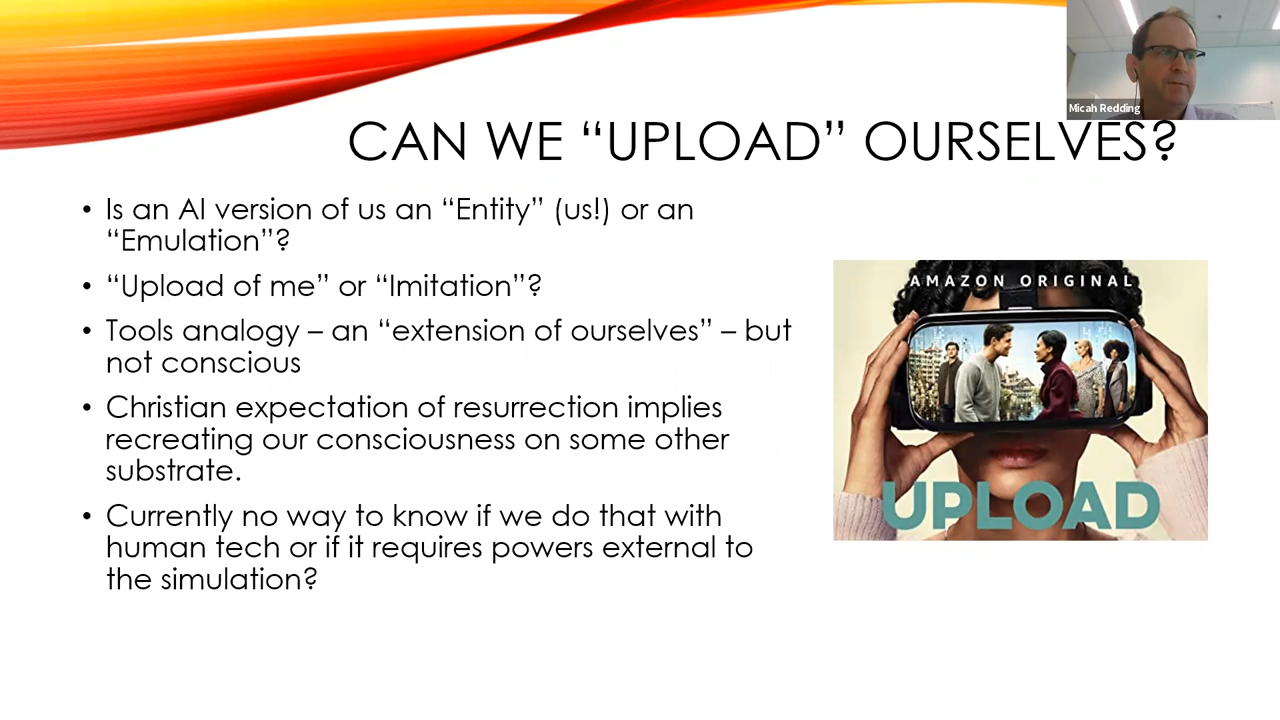 Micah Redding
CAN WE “UPLOAD” OURSELVES?
• Is an AI version of us an “Entity” (us!) or an
“Emulation”?
• “Upload of me” or “Imitation”?
• Tools analogy – an “extension of ourselves” – but
not conscious
• Christian expectation of resurrection implies
recreating our consciousness on some other
substrate.
• Currently no way to know if we do that with
human tech or if it requires powers external to
the simulation?
AMAZON ORIGINAL
UPLOAD